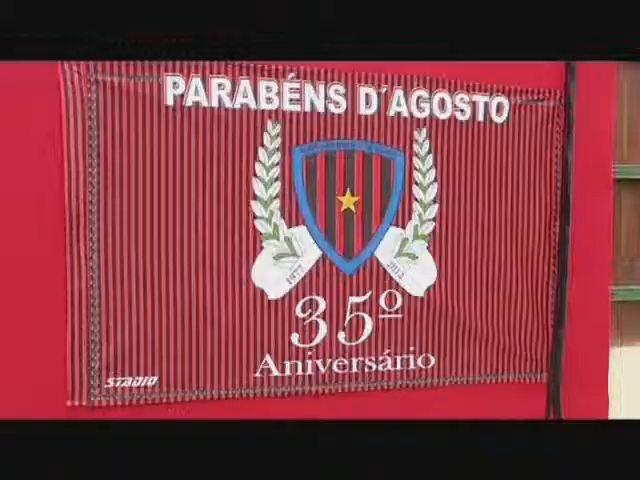 PARABÉNS D'AGOSTO
1977
2012
35º
Aniversário
STADIO